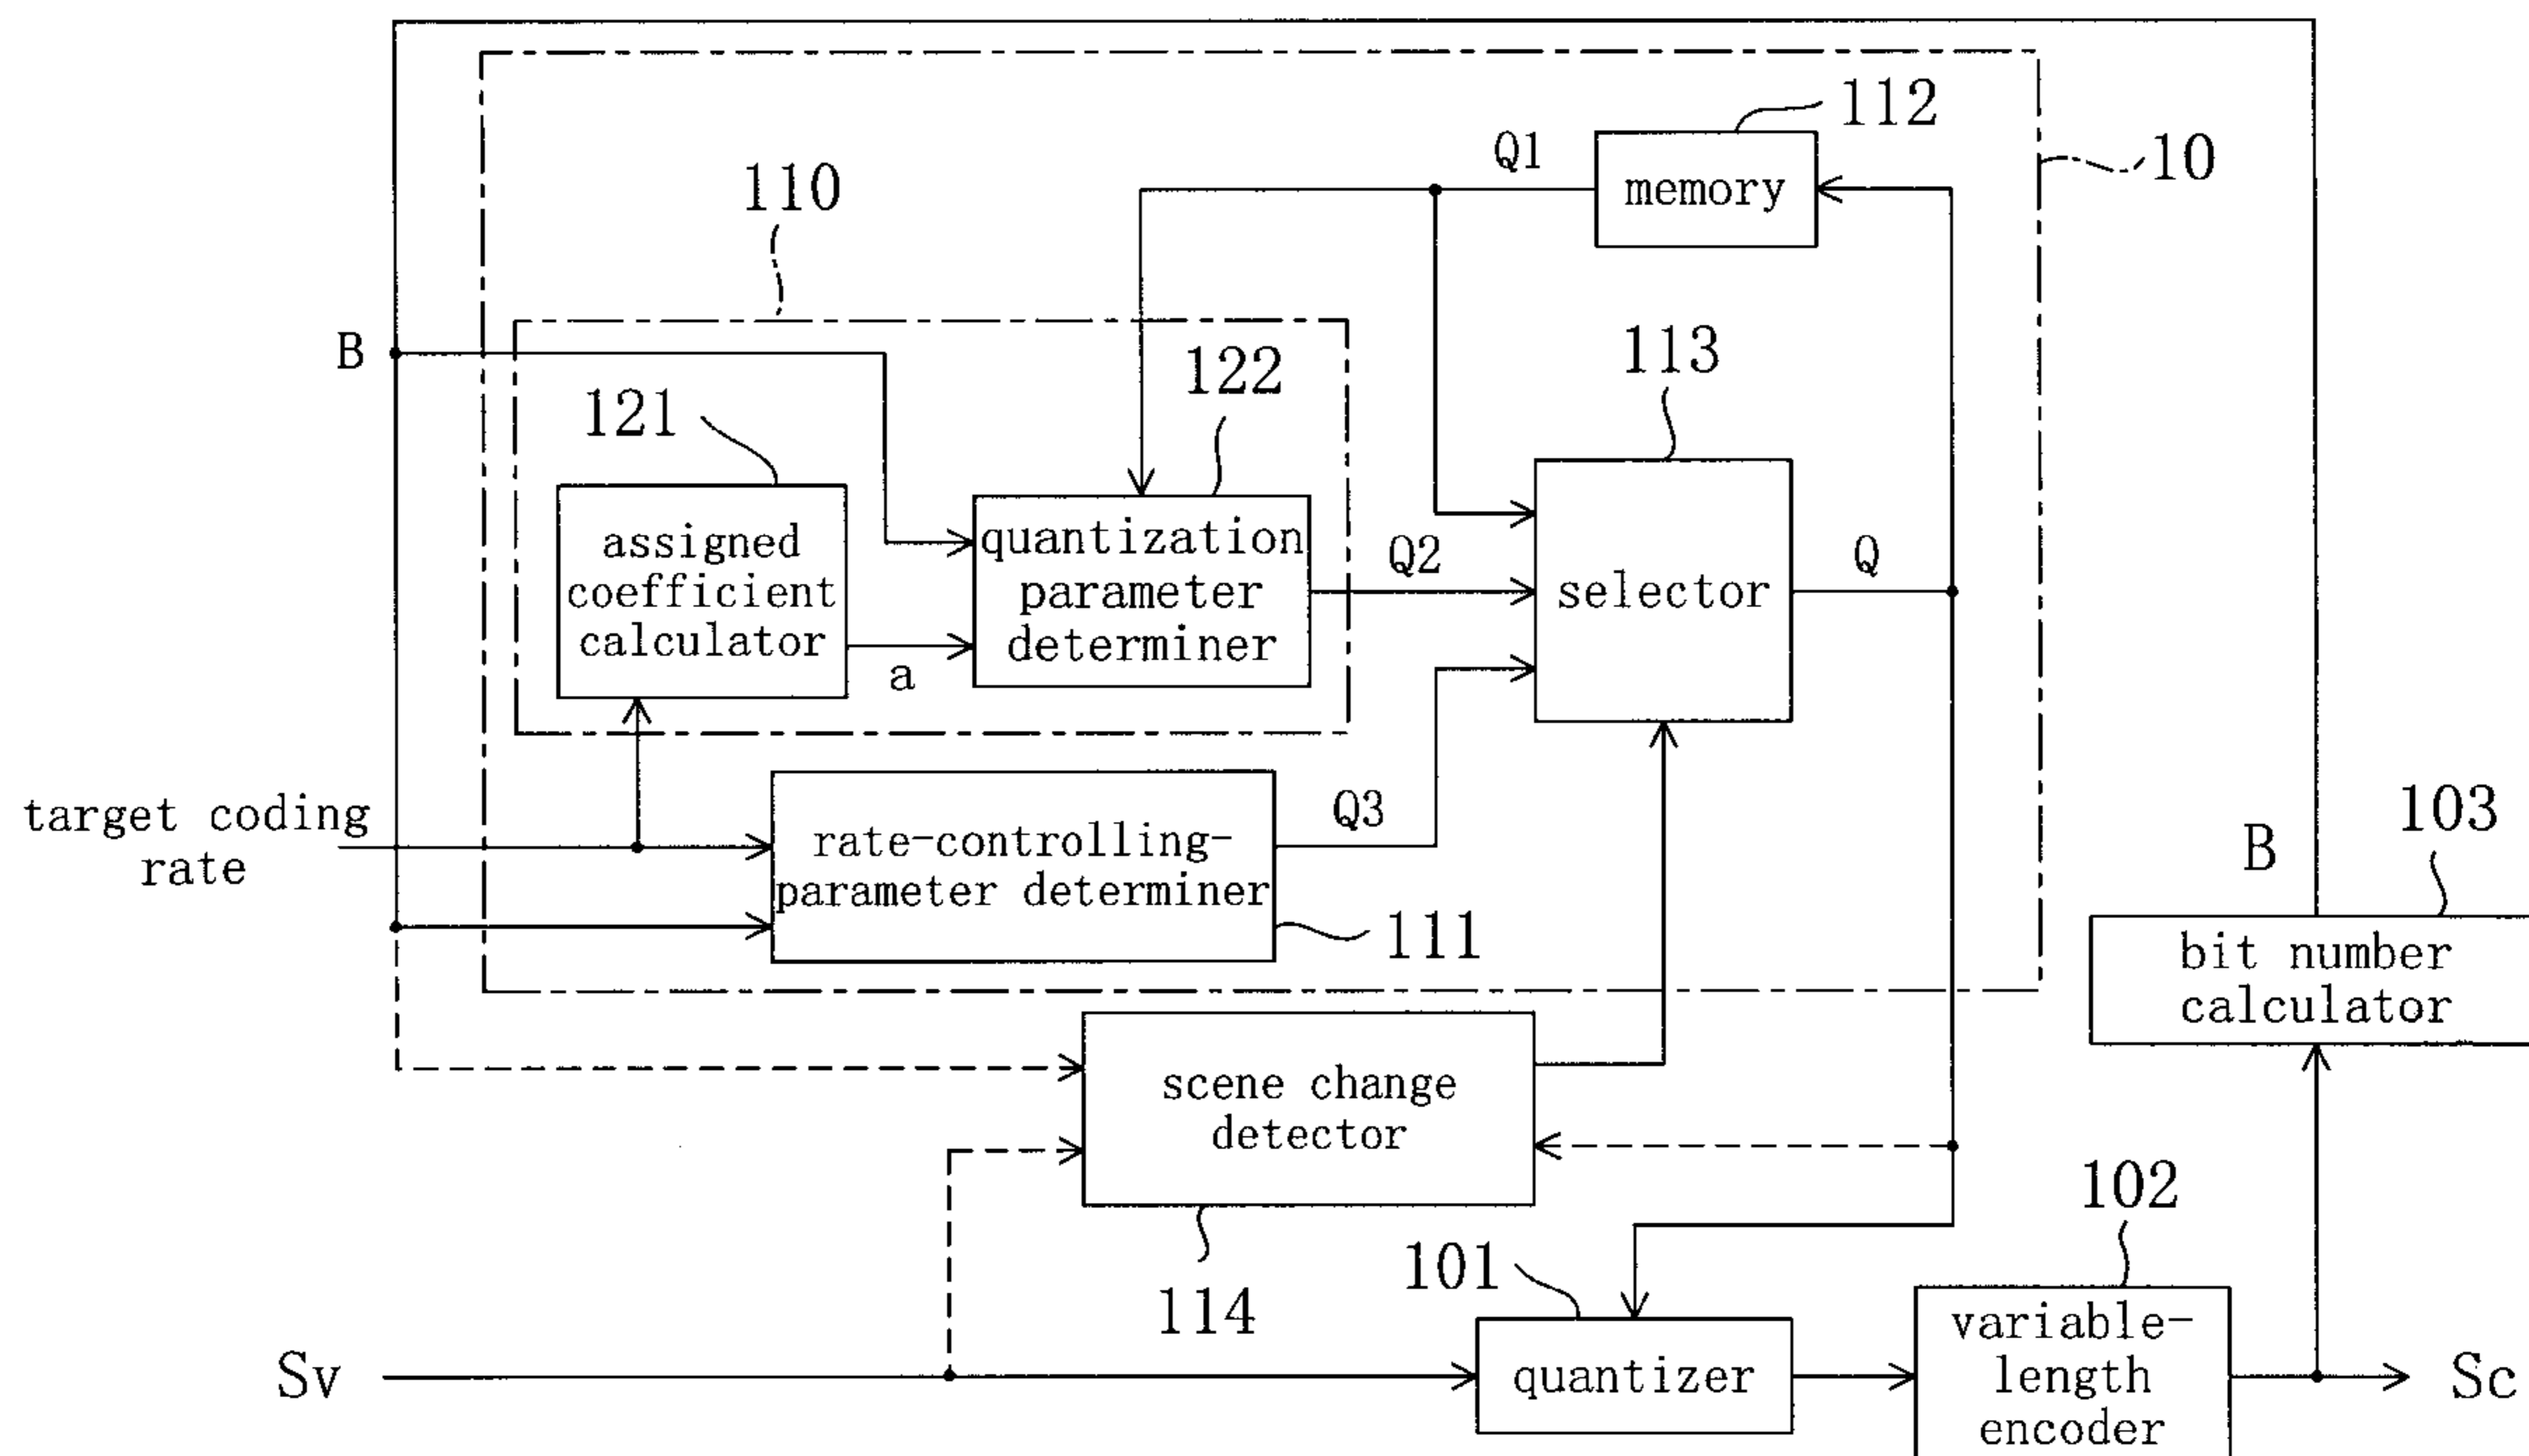 112
Q1
10
memory
110
B
122
113
121
assigned
coefficient
calculator
quantization
parameter
determiner
Q2
selector
Q
a
target coding
rate
rate-controlling-
parameter determiner
Q3
111
B
103
bit number
calculator
scene change
detector
114
102
101
Sv
quantizer
variable-
length
encoder
Sc